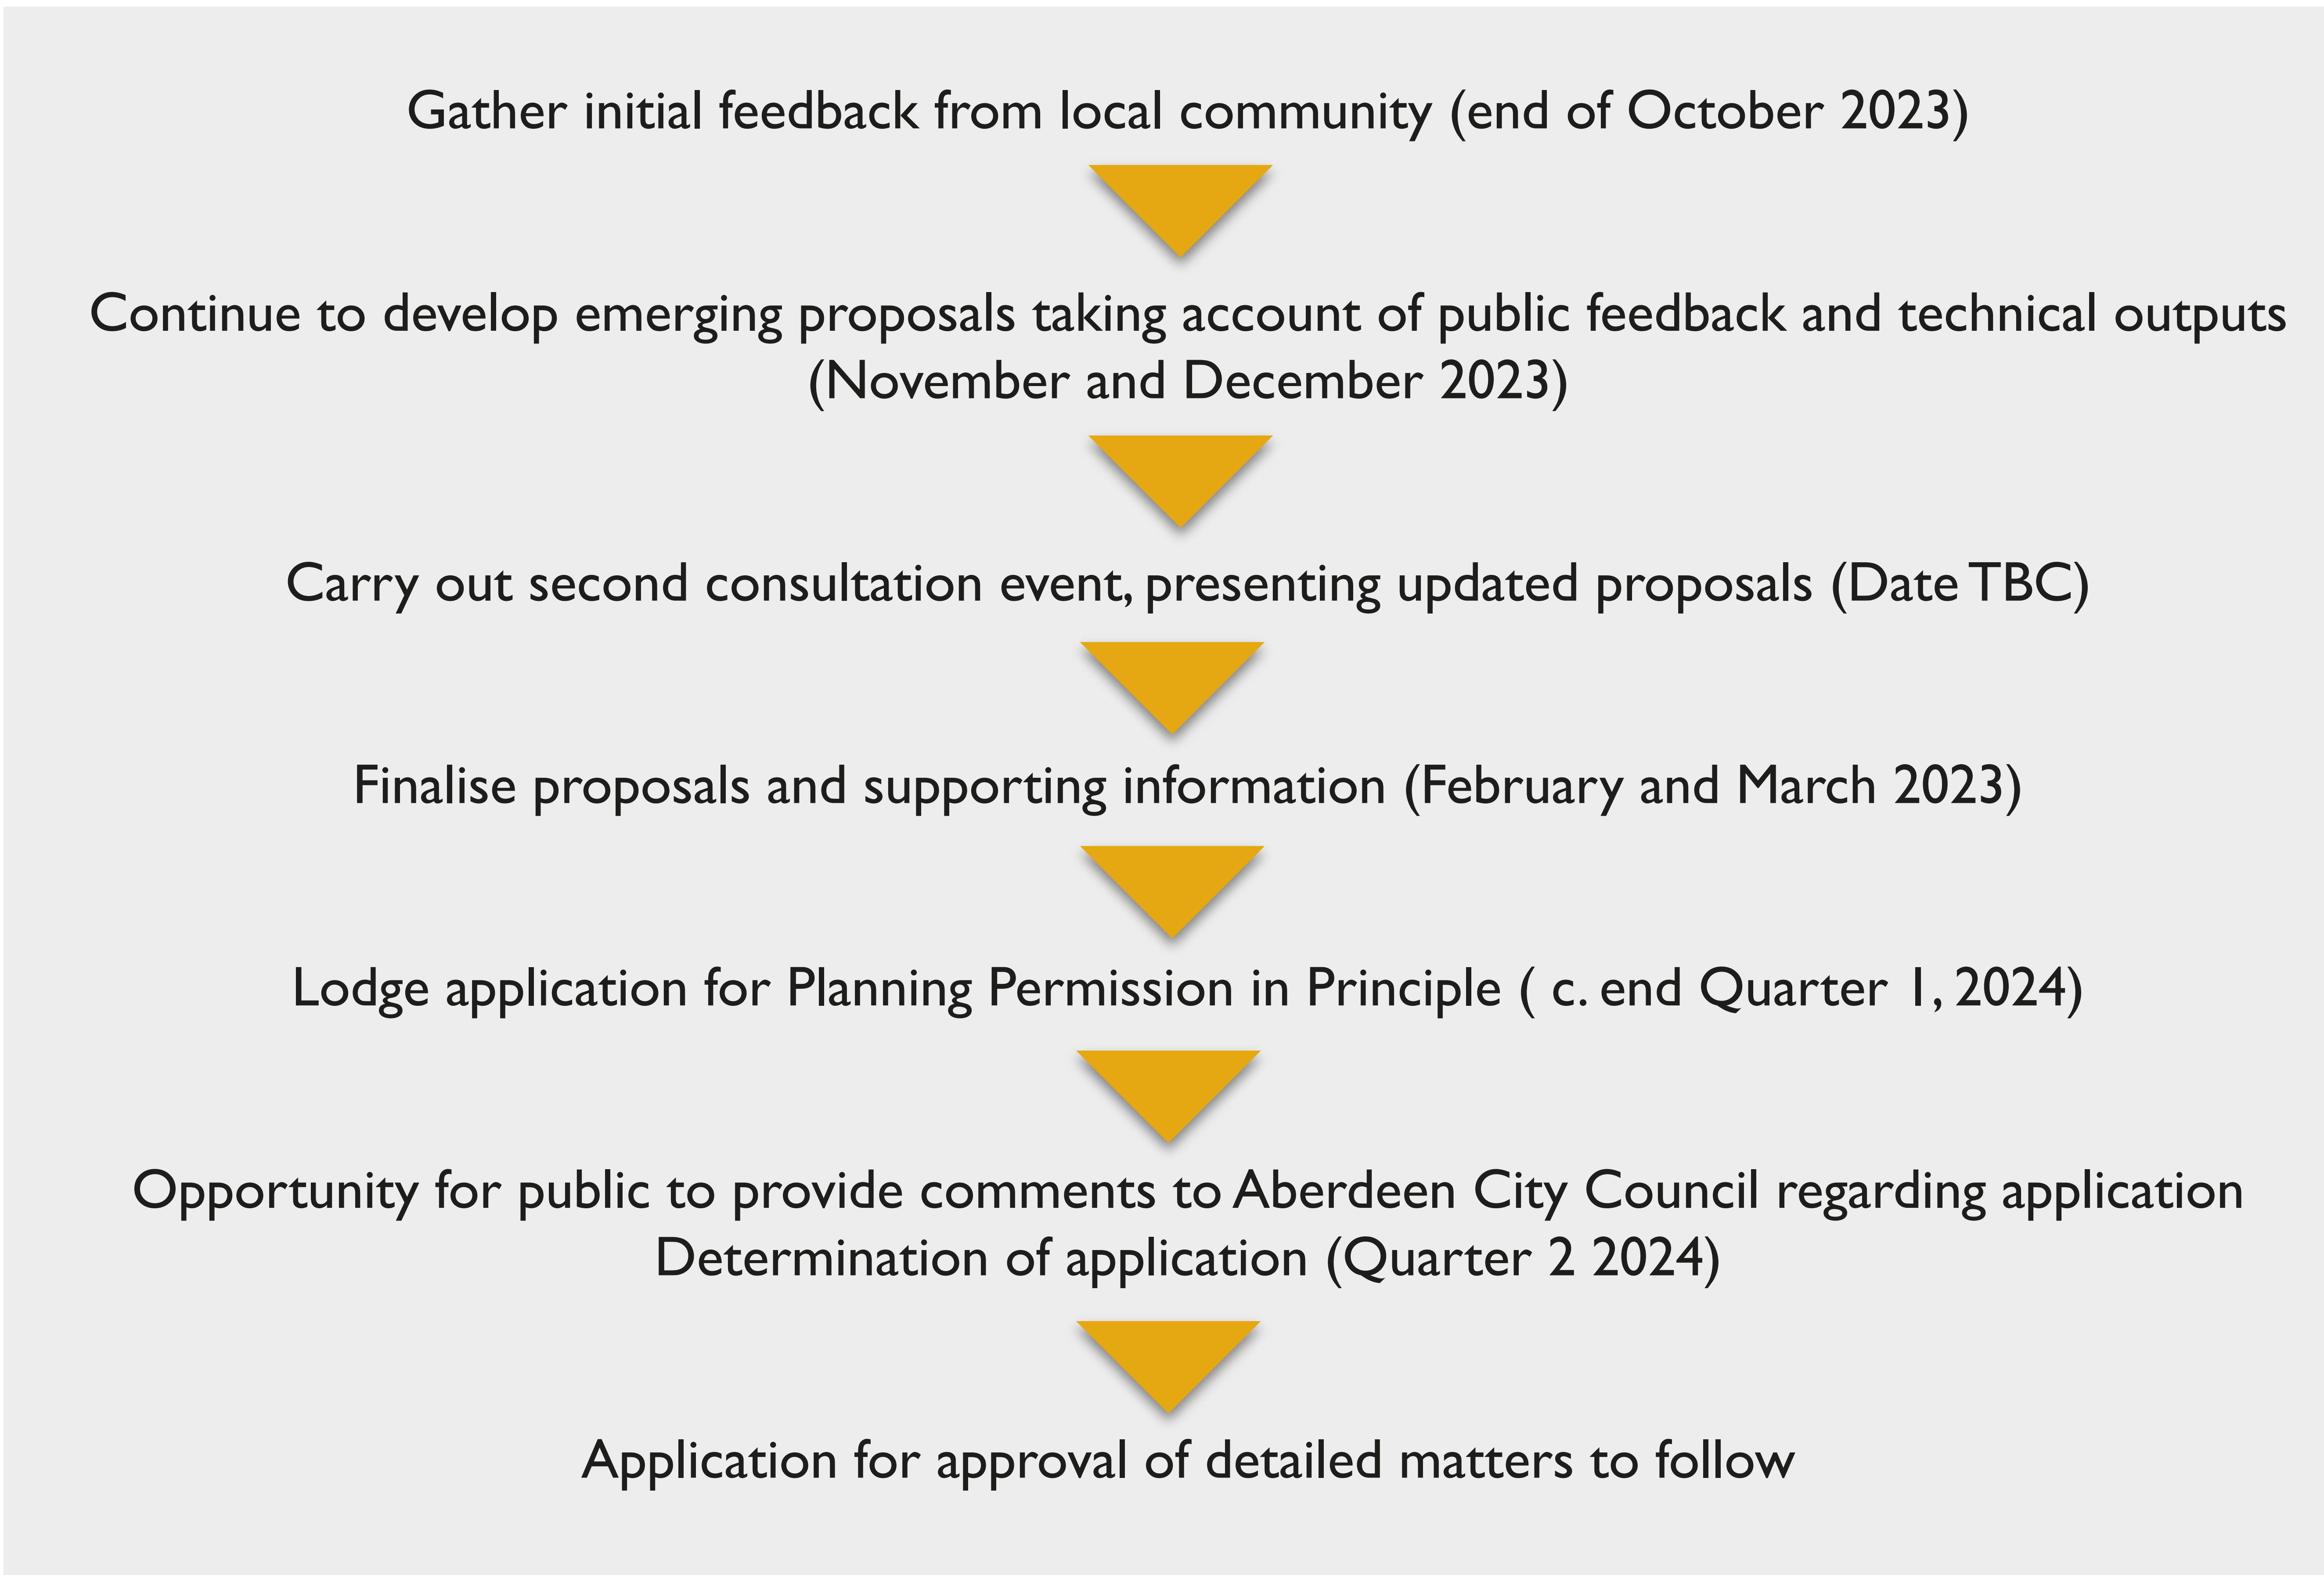 Gather initial feedback from local community (end of October 2023)
Continue to develop emerging proposals taking account of public feedback and technical outputs
(November and December 2023)
Carry out second consultation event, presenting updated proposals (Date TBC)
Finalise proposals and supporting information (February and March 2023)
Lodge application for Planning Permission in Principle ( c. end Quarter 1, 2024)
Opportunity for public to provide comments to Aberdeen City Council regarding application
Determination of application (Quarter 2 2024)
Application for approval of detailed matters to follow